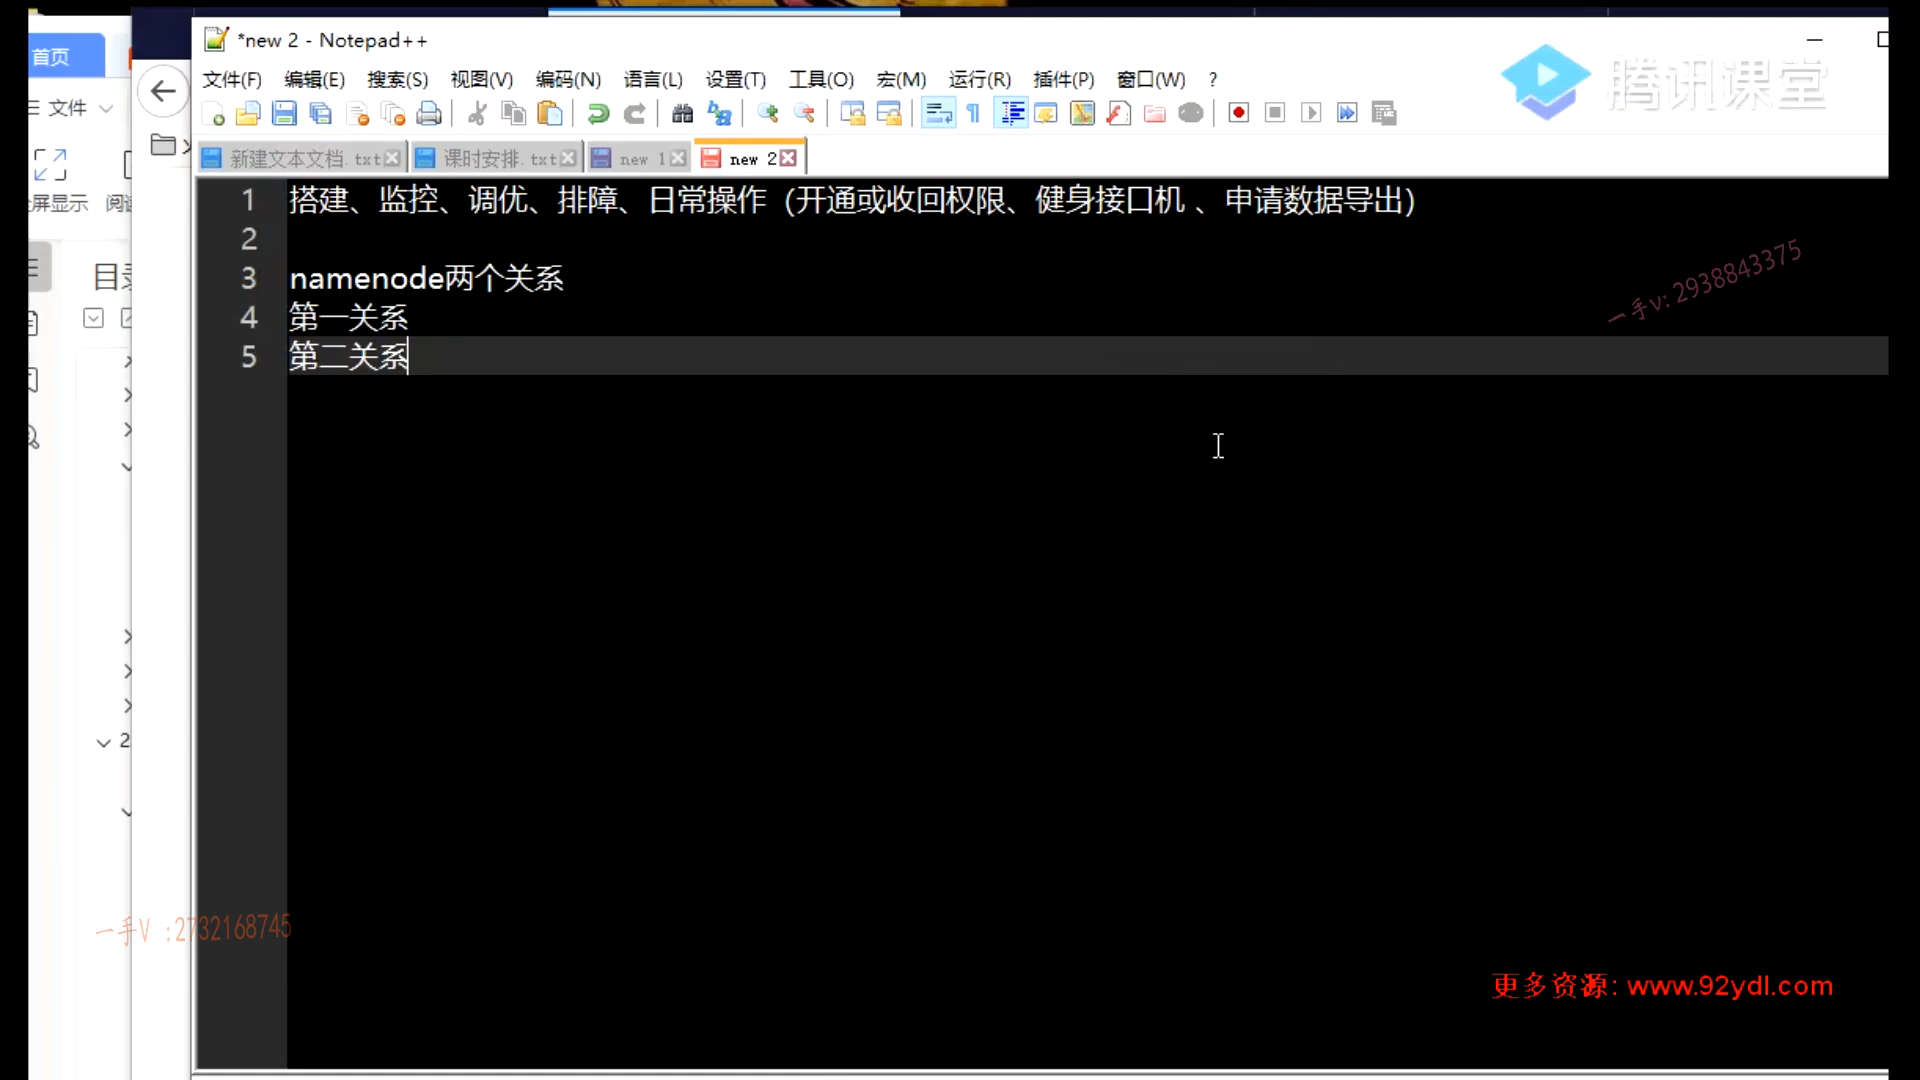 首页
*new 2 - Notepad++
文件(F) 编辑(E) 搜索(S) 视图(V) 编码(N) 语言(L) 设置(T) 工具(O) 宏(M) 运行(R) 插件(P) 窗口(W) ?
腾讯课堂
文件
新建文本文档.txt 课时安排.txt new 1 new 2
屏显示
1 搭建、监控、调优、排障、日常操作（开通或收回权限、健身接口机 、申请数据导出）
2
3 namenode两个关系
4 第一关系
5 第二关系
目录
一手v: 2938843375
2
一手V :2732168745
更多资源: www.92ydl.com